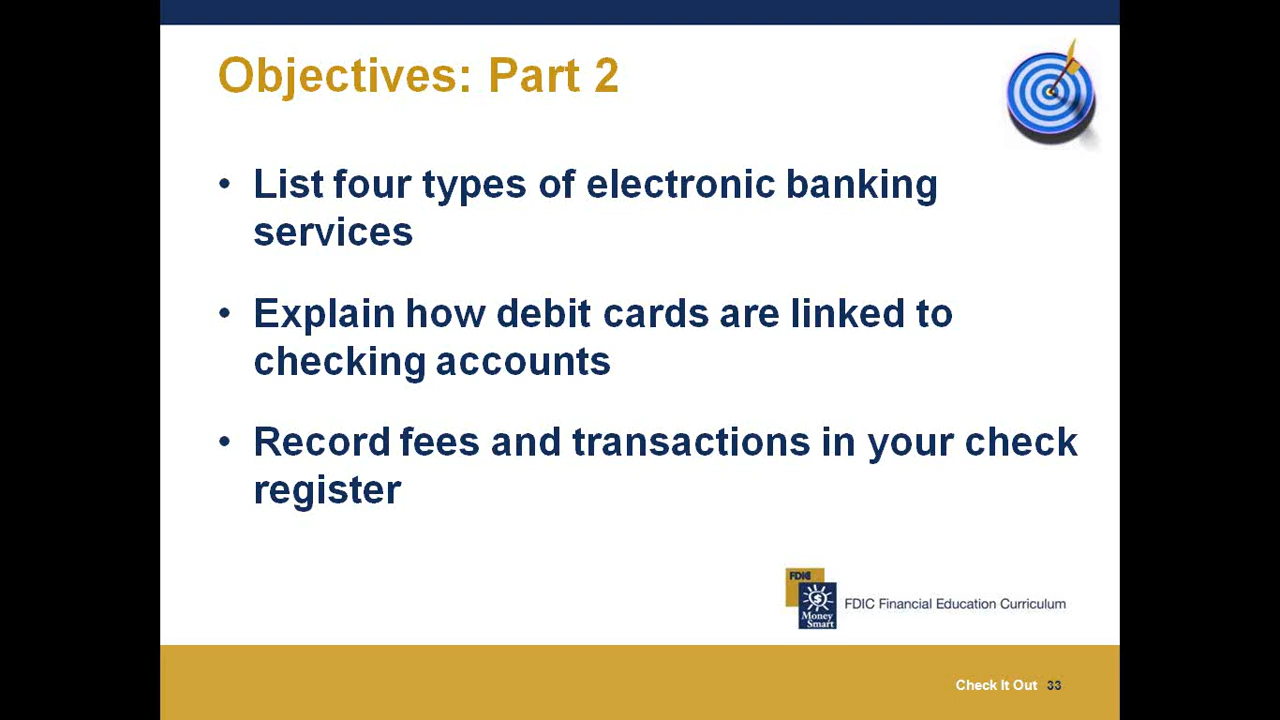 Objectives: Part 2
• List four types of electronic banking
services
• Explain how debit cards are linked to
checking accounts
• Record fees and transactions in your check
register
FDIC
Money
Smart
FDIC Financial Education Curriculum
Check It Out 33